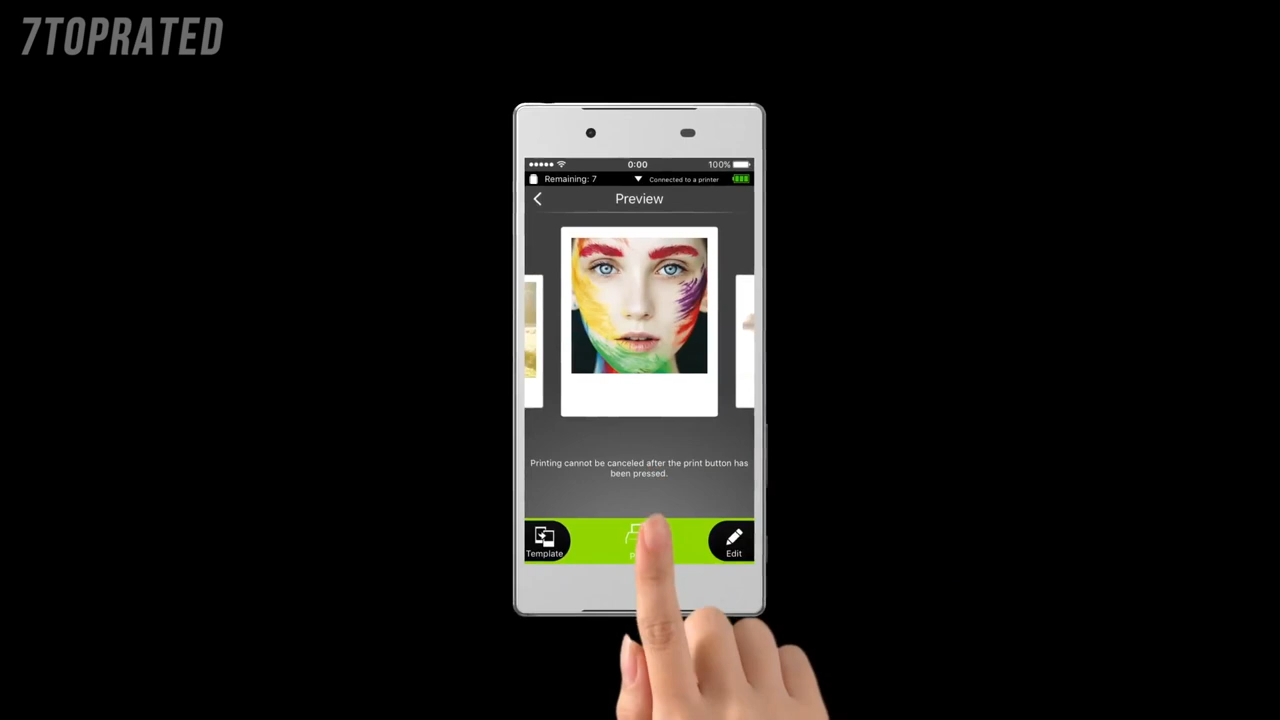 7TOPRATED
0:00
100%
Remaining: 7
Connected to a printer
Preview
Printing cannot be canceled after the print button has
been pressed.
Template
Edit